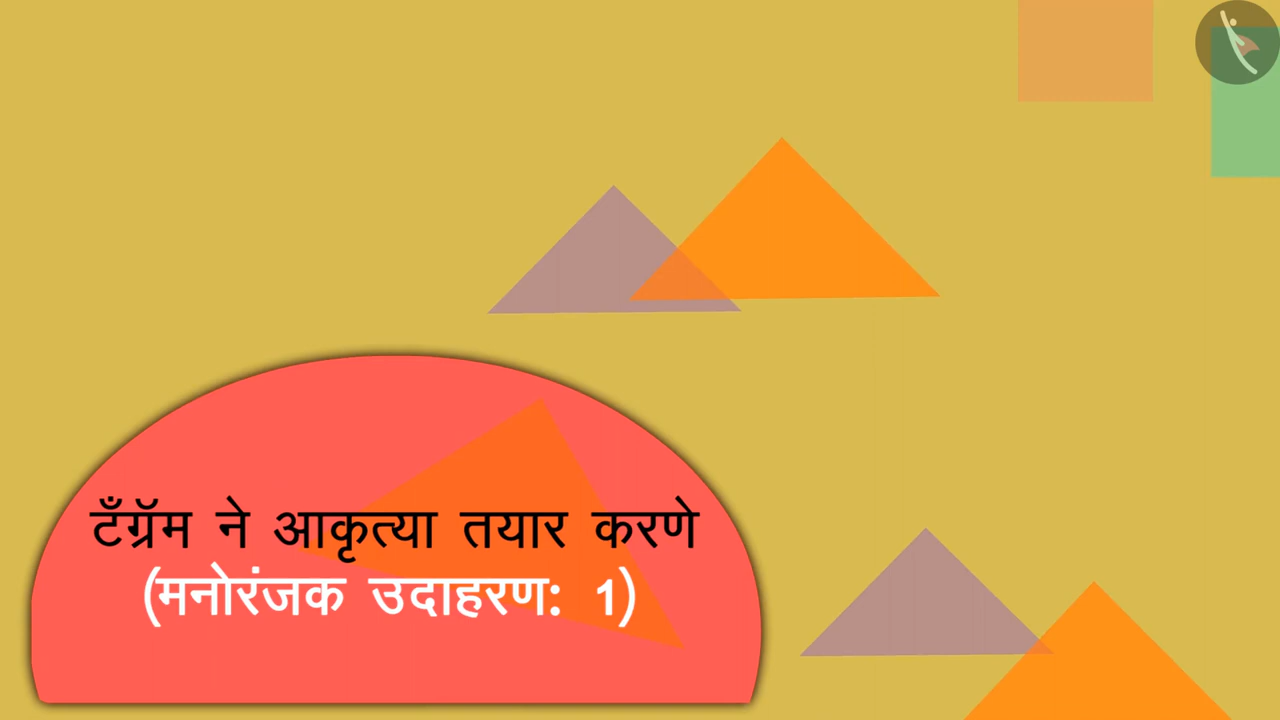 टँग्रॅम ने आकृत्या तयार करणे
(मनोरंजक उदाहरण: 1)